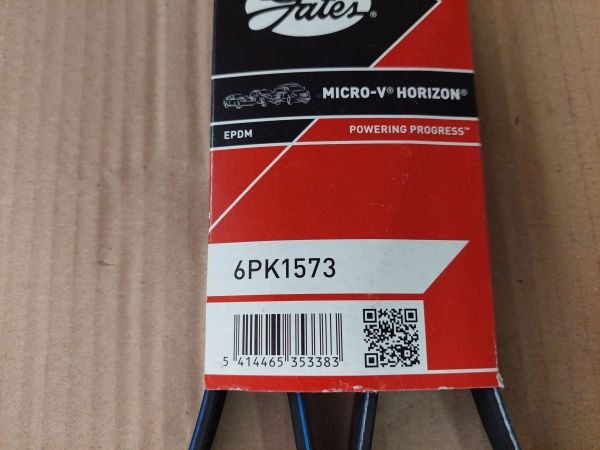 Gates®
MICRO-V® HORIZON®
EPDM
POWERING PROGRESS™
6PK1573
5 414465 353383